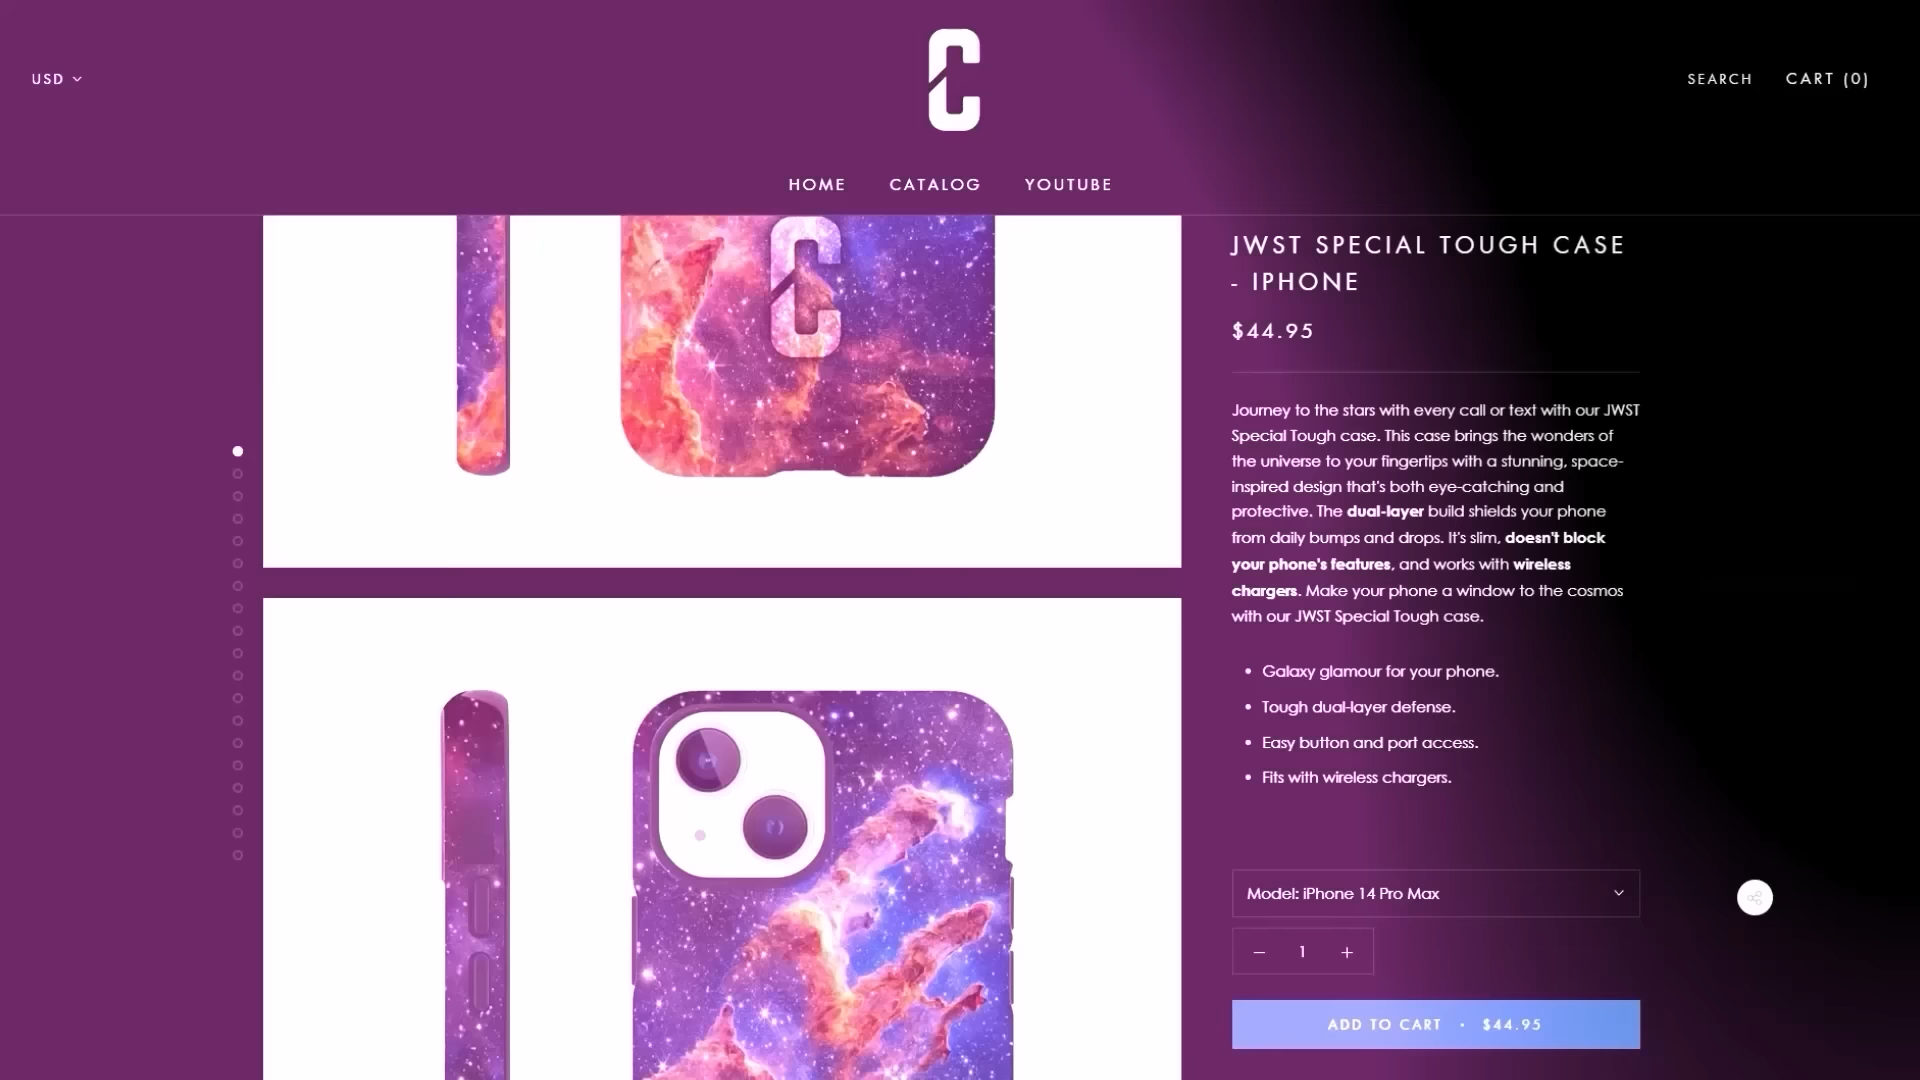 USD
SEARCH
CART (0)
HOME
CATALOG
YOUTUBE
JWST SPECIAL TOUGH CASE
- IPHONE
$44.95
Journey to the stars with every call or text with our JWST
Special Tough case. This case brings the wonders of
the universe to your fingertips with a stunning, space-
inspired design that's both eye-catching and
protective. The dual-layer build shields your phone
from daily bumps and drops. It's slim, doesn't block
your phone's features, and works with wireless
chargers. Make your phone a window to the cosmos
with our JWST Special Tough case.
• Galaxy glamour for your phone.
• Tough dual-layer defense.
• Easy button and port access.
• Fits with wireless chargers.
Model: iPhone 14 Pro Max
− 1 +
ADD TO CART • $44.95